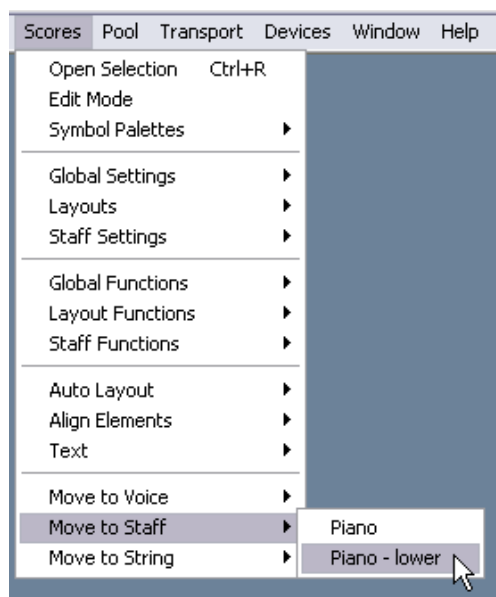 Scores Pool Transport Devices Window Help
Open Selection Ctrl+R
Edit Mode
Symbol Palettes
Global Settings
Layouts
Staff Settings
Global Functions
Layout Functions
Staff Functions
Auto Layout
Align Elements
Text
Move to Voice
Move to Staff Piano
Move to String Piano - lower